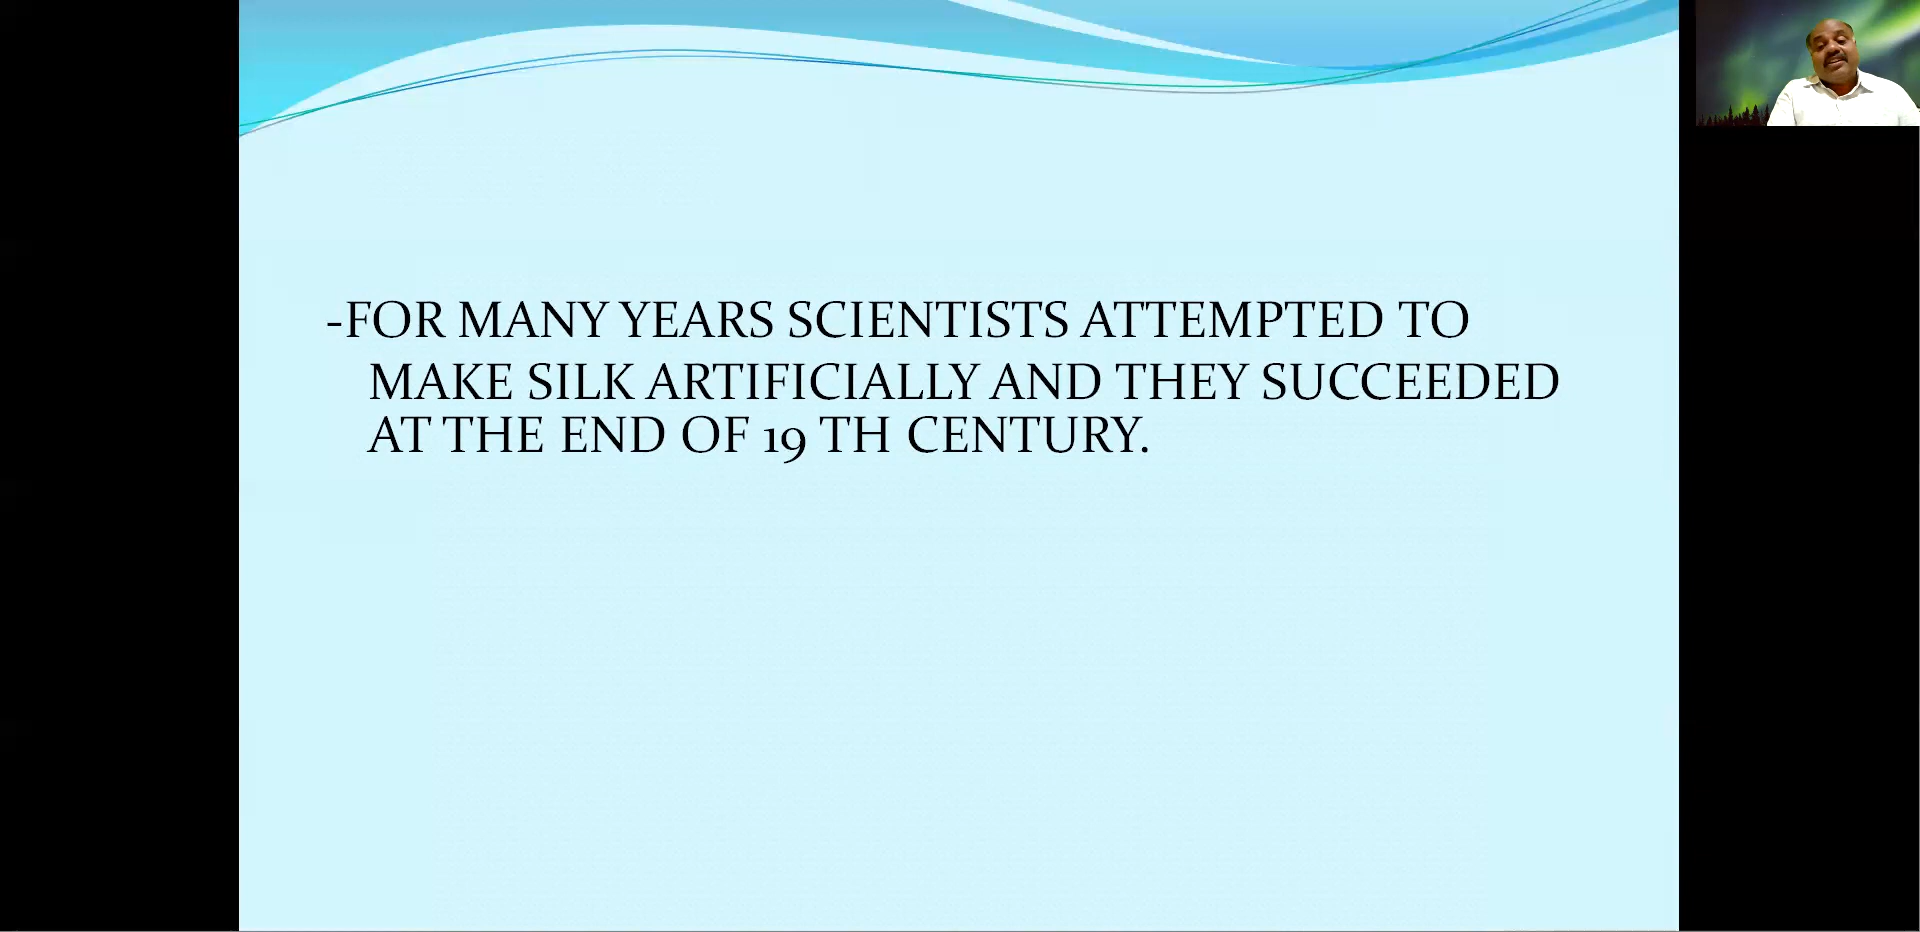 -FOR MANY YEARS SCIENTISTS ATTEMPTED TO
MAKE SILK ARTIFICIALLY AND THEY SUCCEEDED
AT THE END OF 19 TH CENTURY.